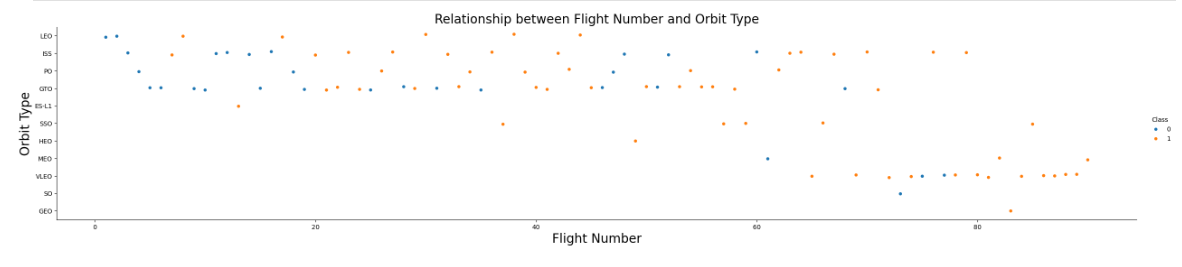 Relationship between Flight Number and Orbit Type
LEO
ISS
PO
GTO
ES-L1
SSO
HEO
MEO
VLEO
SO
GEO
Orbit Type
0
20
40
60
80
Flight Number
Class
0
1